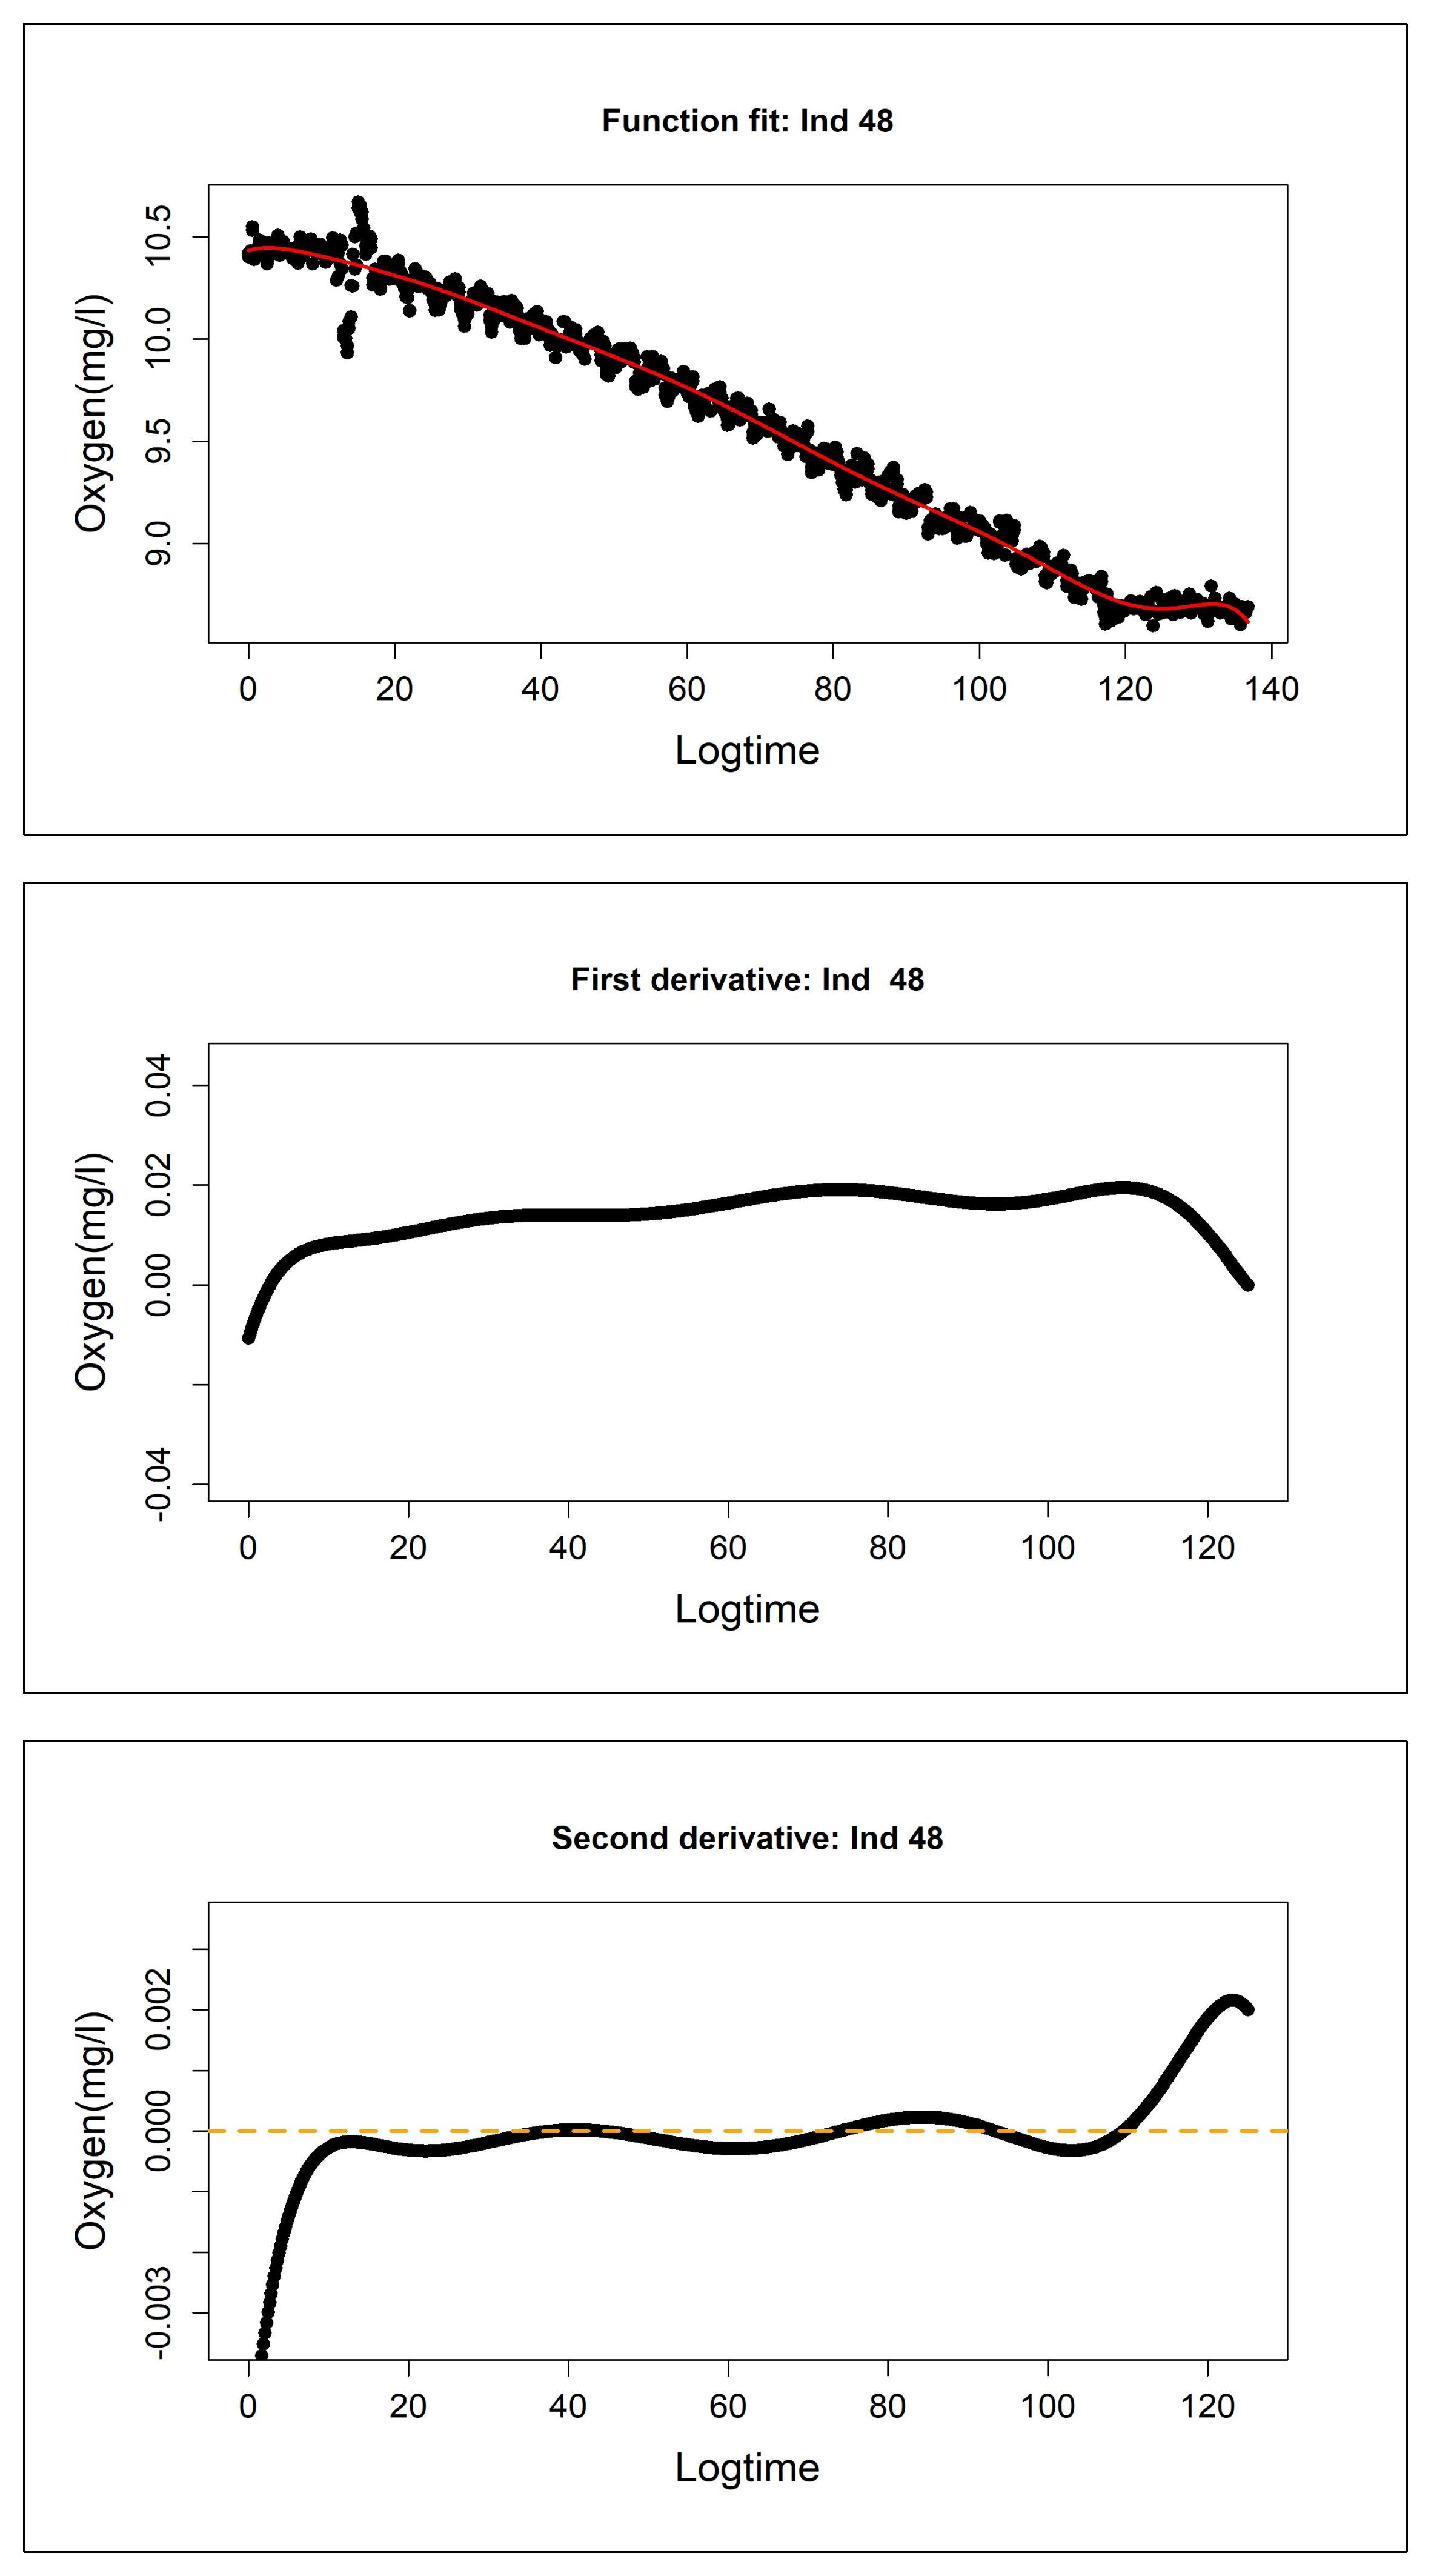 Function fit: Ind 48
Oxygen(mg/l)
10.5
10.0
9.5
9.0
0 20 40 60 80 100 120 140
Logtime
First derivative: Ind  48
Oxygen(mg/l)
0.04
0.02
0.00
-0.04
0 20 40 60 80 100 120
Logtime
Second derivative: Ind 48
Oxygen(mg/l)
0.002
0.000
-0.003
0 20 40 60 80 100 120
Logtime